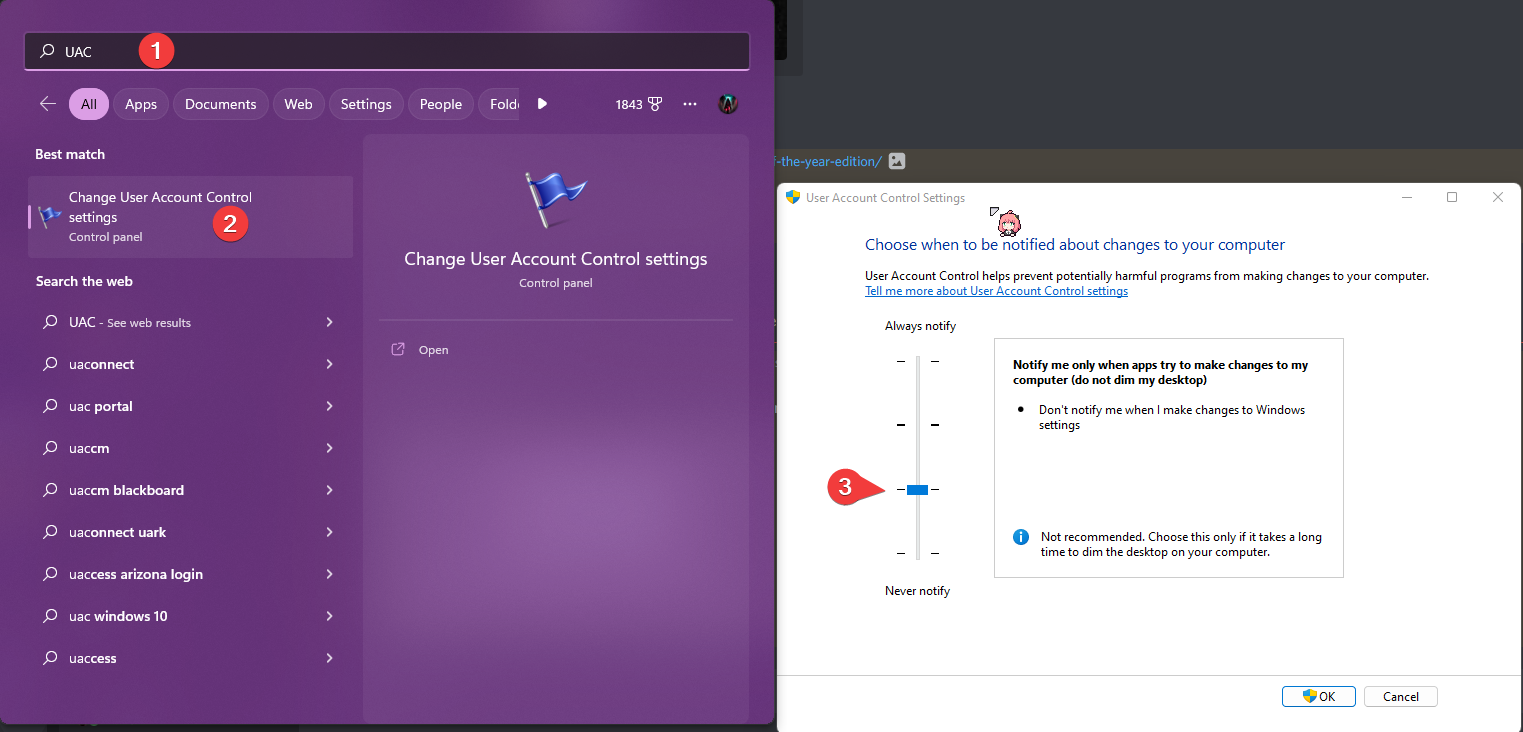 UAC
1
All
Apps
Documents
Web
Settings
People
Folde
1843
Best match
Change User Account Control
settings
Control panel
2
Search the web
UAC - See web results
uaconnect
uac portal
uaccm
uaccm blackboard
uaconnect uark
uaccess arizona login
uac windows 10
uaccess
Change User Account Control settings
Control panel
Open
f-the-year-edition/
User Account Control Settings
Choose when to be notified about changes to your computer
User Account Control helps prevent potentially harmful programs from making changes to your computer.
Tell me more about User Account Control settings
Always notify
3
Never notify
Notify me only when apps try to make changes to my
computer (do not dim my desktop)
Don't notify me when I make changes to Windows
settings
Not recommended. Choose this only if it takes a long
time to dim the desktop on your computer.
OK
Cancel